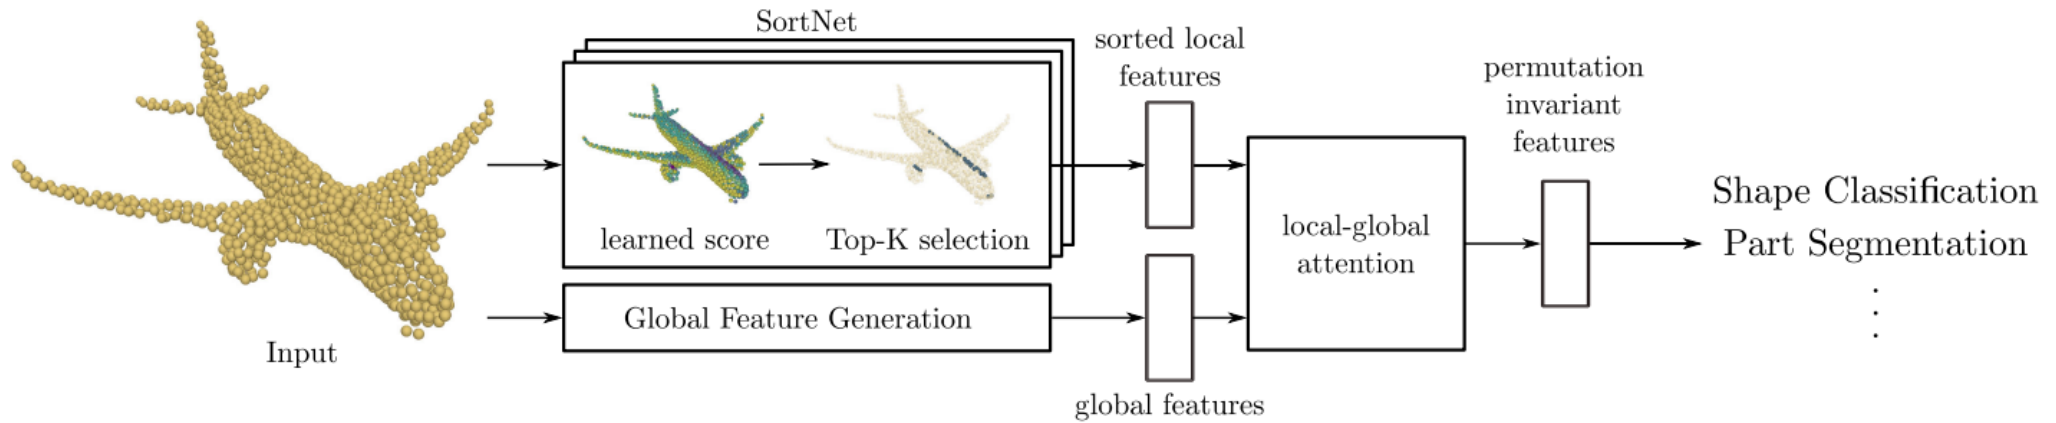 SortNet
sorted local
features
permutation
invariant
features
learned score
Top-K selection
local-global
attention
Shape Classification
Part Segmentation
Global Feature Generation
Input
global features